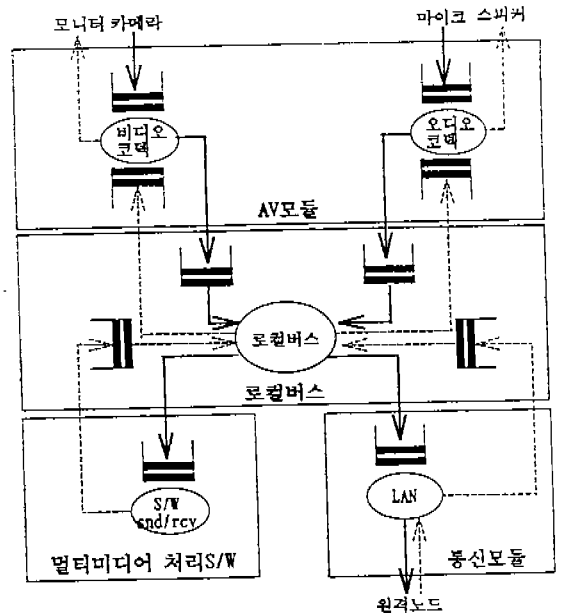 모니터 카메라
마이크 스피커
비디오
코덱
오디오
코덱
AV모듈
로컬버스
로컬버스
S/W
snd/rcv
LAN
멀티미디어 처리S/W
통신모듈
원격노드